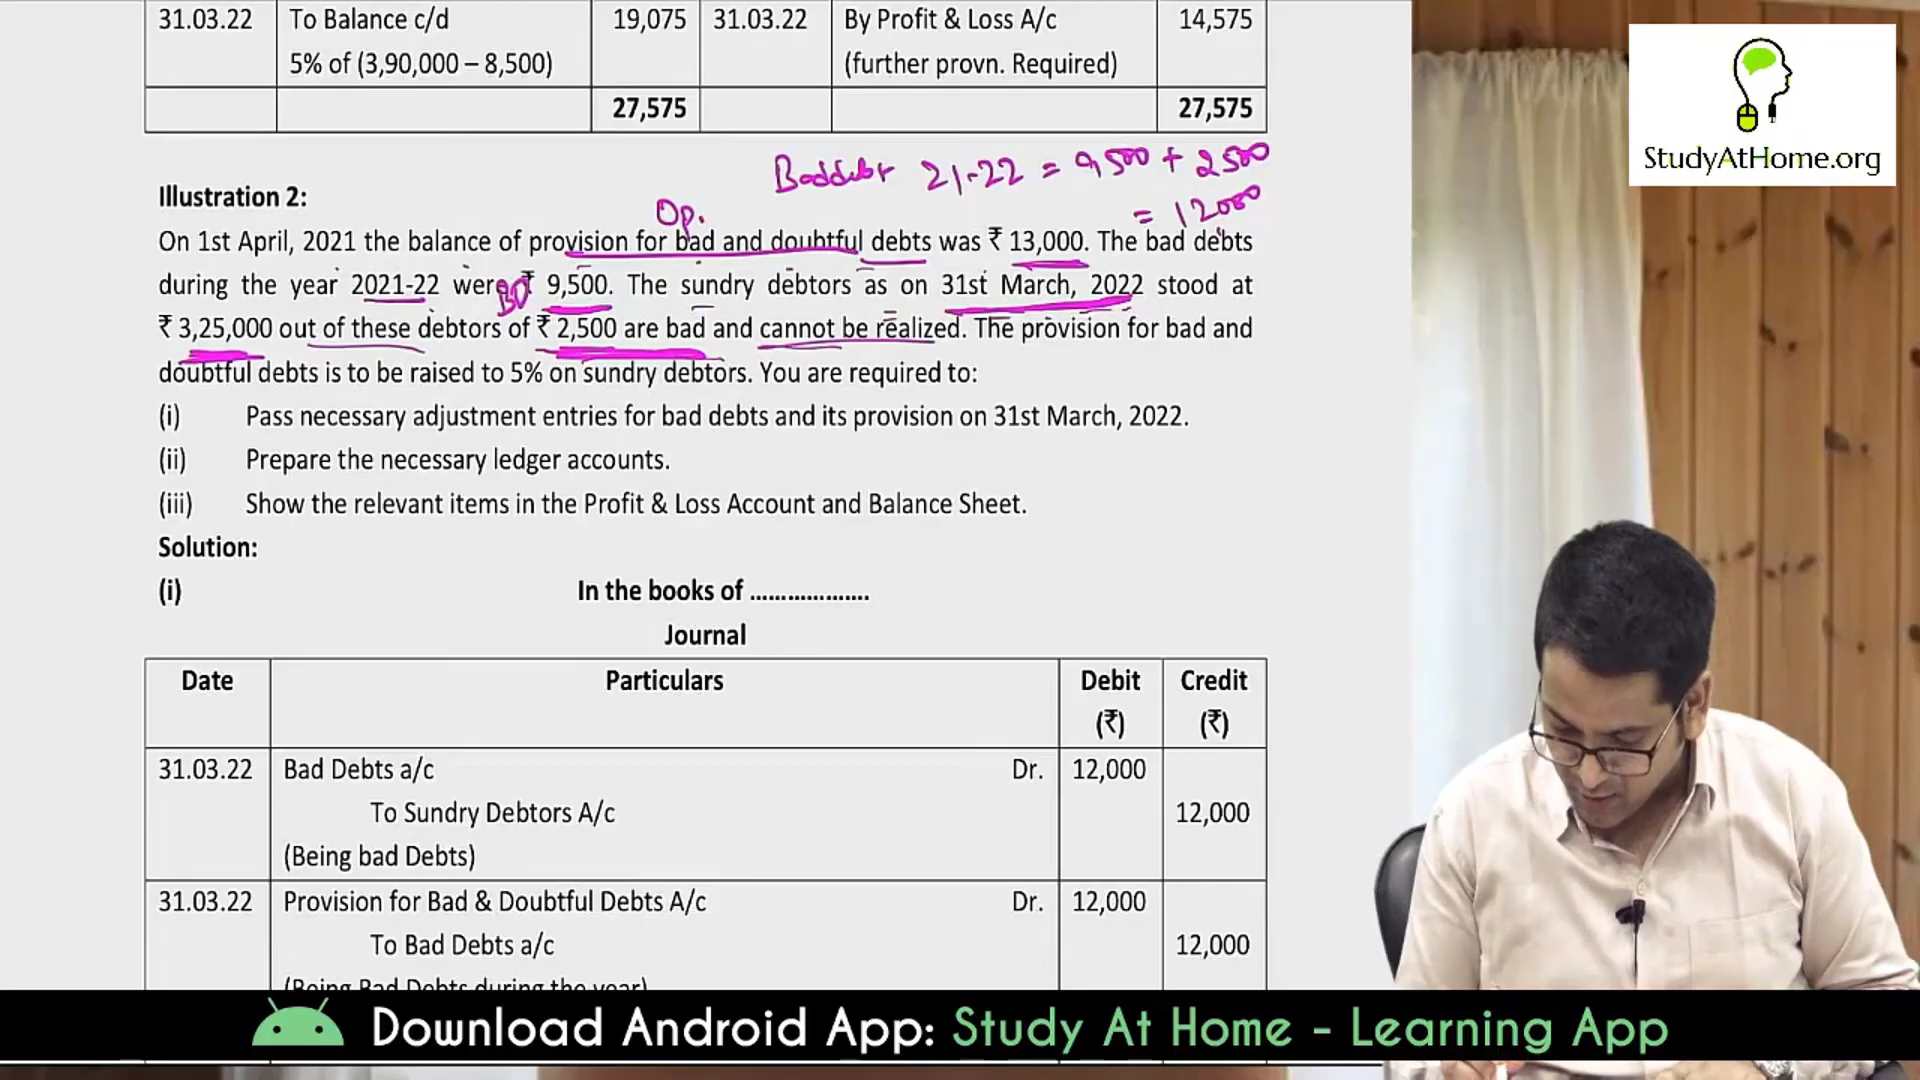 31.03.22 To Balance c/d 19,075 31.03.22 By Profit & Loss A/c 14,575
5% of (3,90,000 – 8,500) (further provn. Required)
27,575 27,575
StudyAtHome.org
Baddebt 21-22 = 9500 + 2500
= 12000
Illustration 2:
Op.
On 1st April, 2021 the balance of provision for bad and doubtful debts was ₹ 13,000. The bad debts
during the year 2021-22 were ₹ 9,500. The sundry debtors as on 31st March, 2022 stood at
BD
₹ 3,25,000 out of these debtors of ₹ 2,500 are bad and cannot be realized. The provision for bad and
doubtful debts is to be raised to 5% on sundry debtors. You are required to:
(i) Pass necessary adjustment entries for bad debts and its provision on 31st March, 2022.
(ii) Prepare the necessary ledger accounts.
(iii) Show the relevant items in the Profit & Loss Account and Balance Sheet.
Solution:
(i) In the books of ...................
Journal
Date Particulars Debit Credit
(₹) (₹)
31.03.22 Bad Debts a/c Dr. 12,000
To Sundry Debtors A/c 12,000
(Being bad Debts)
31.03.22 Provision for Bad & Doubtful Debts A/c Dr. 12,000
To Bad Debts a/c 12,000
(Being Bad Debts during the year)
Download Android App: Study At Home - Learning App